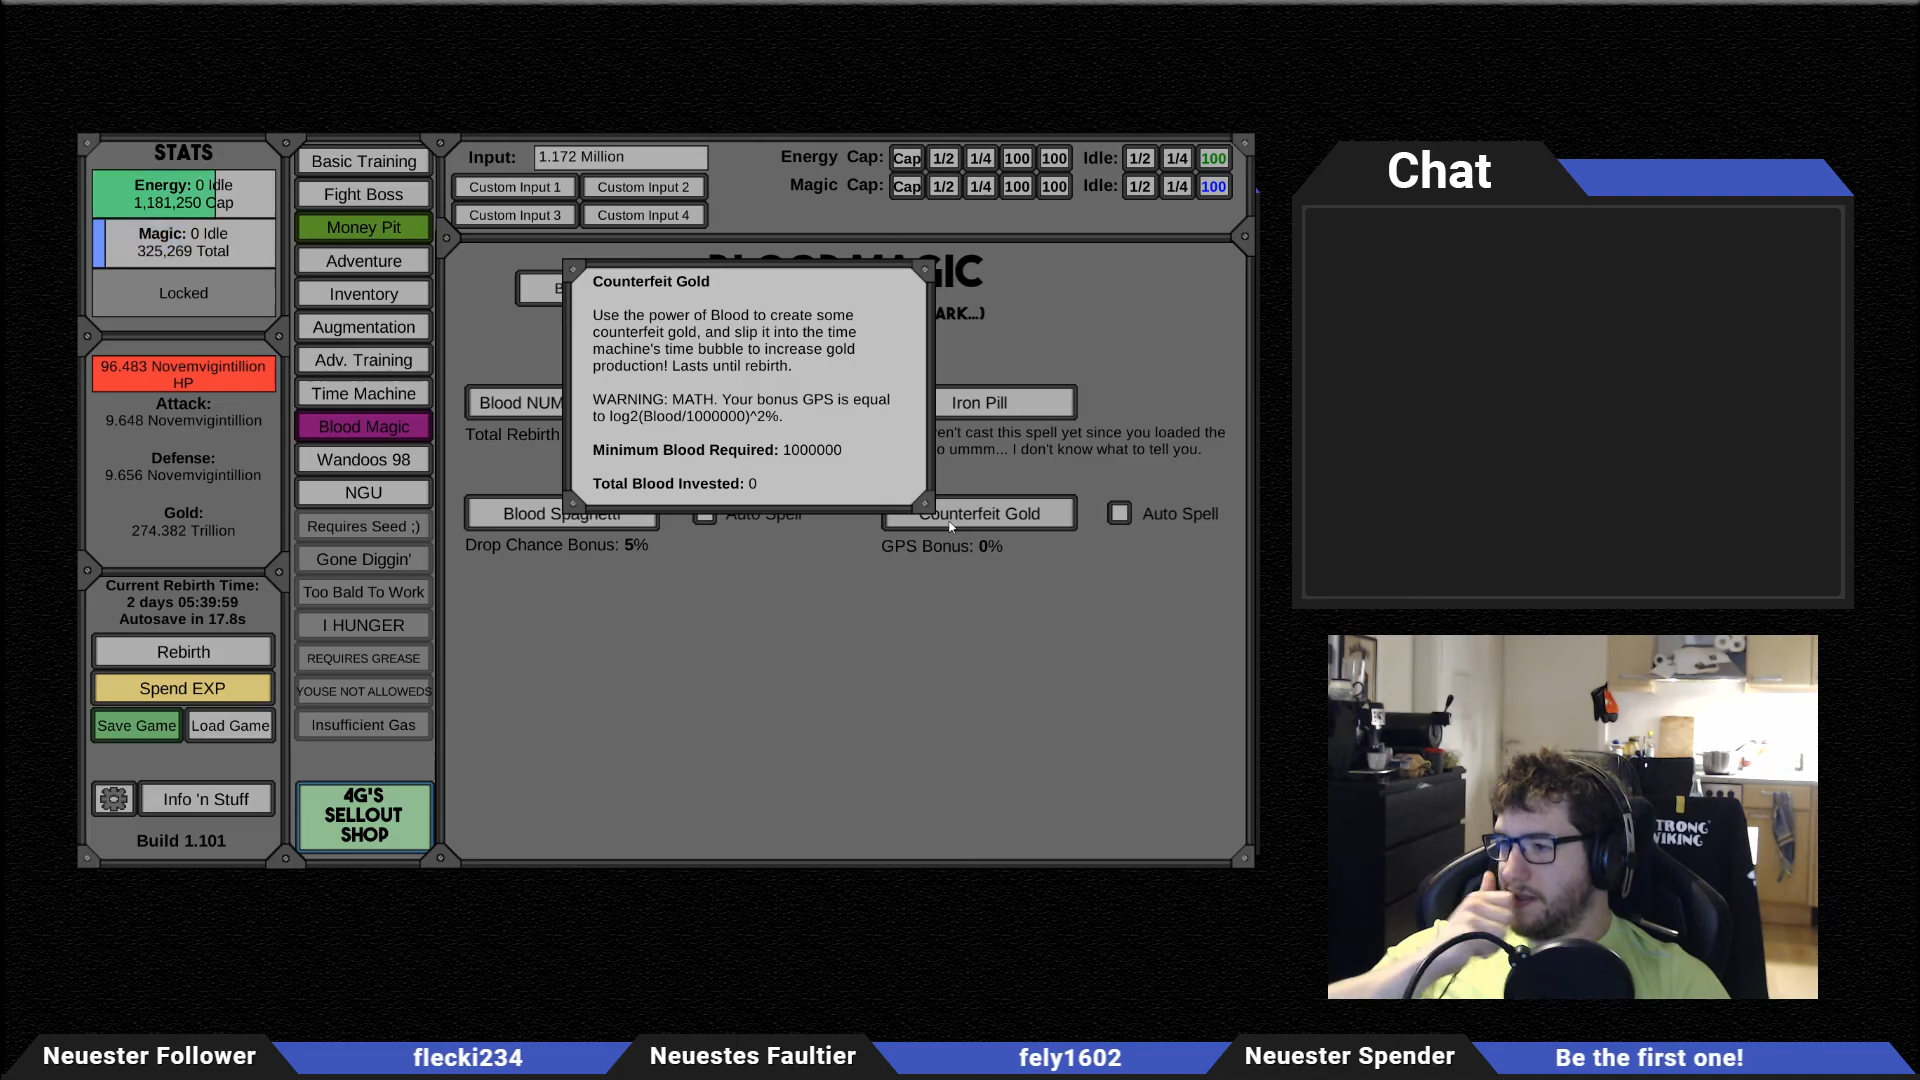 STATS
Energy: 0 Idle
1,181,250 Cap
Magic: 0 Idle
325,269 Total
Locked
96.483 Novemvigintillion
HP
Attack:
9.648 Novemvigintillion
Defense:
9.656 Novemvigintillion
Gold:
274.382 Trillion
Current Rebirth Time:
2 days 05:39:59
Autosave in 17.8s
Rebirth
Spend EXP
Save Game
Load Game
Info 'n Stuff
Build 1.101
Basic Training
Fight Boss
Money Pit
Adventure
Inventory
Augmentation
Adv. Training
Time Machine
Blood Magic
Wandoos 98
NGU
Requires Seed ;)
Gone Diggin'
Too Bald To Work
I HUNGER
REQUIRES GREASE
YOUSE NOT ALLOWEDS
Insufficient Gas
4G'S
SELLOUT
SHOP
Input: 1.172 Million
Custom Input 1
Custom Input 2
Custom Input 3
Custom Input 4
Energy Cap: Cap 1/2 1/4 100 100 Idle: 1/2 1/4 100
Magic Cap: Cap 1/2 1/4 100 100 Idle: 1/2 1/4 100
BLOOD MAGIC
ARK...)
Counterfeit Gold
Use the power of Blood to create some
counterfeit gold, and slip it into the time
machine's time bubble to increase gold
production! Lasts until rebirth.
WARNING: MATH. Your bonus GPS is equal
to log2(Blood/1000000)^2%.
Minimum Blood Required: 1000000
Total Blood Invested: 0
Blood NUM
Total Rebirth
Iron Pill
en't cast this spell yet since you loaded the
o ummm... I don't know what to tell you.
Blood Spaghetti
Auto Spell
Drop Chance Bonus: 5%
Counterfeit Gold
Auto Spell
GPS Bonus: 0%
Chat
STRONG
VIKING
Neuester Follower
flecki234
Neuestes Faultier
fely1602
Neuester Spender
Be the first one!